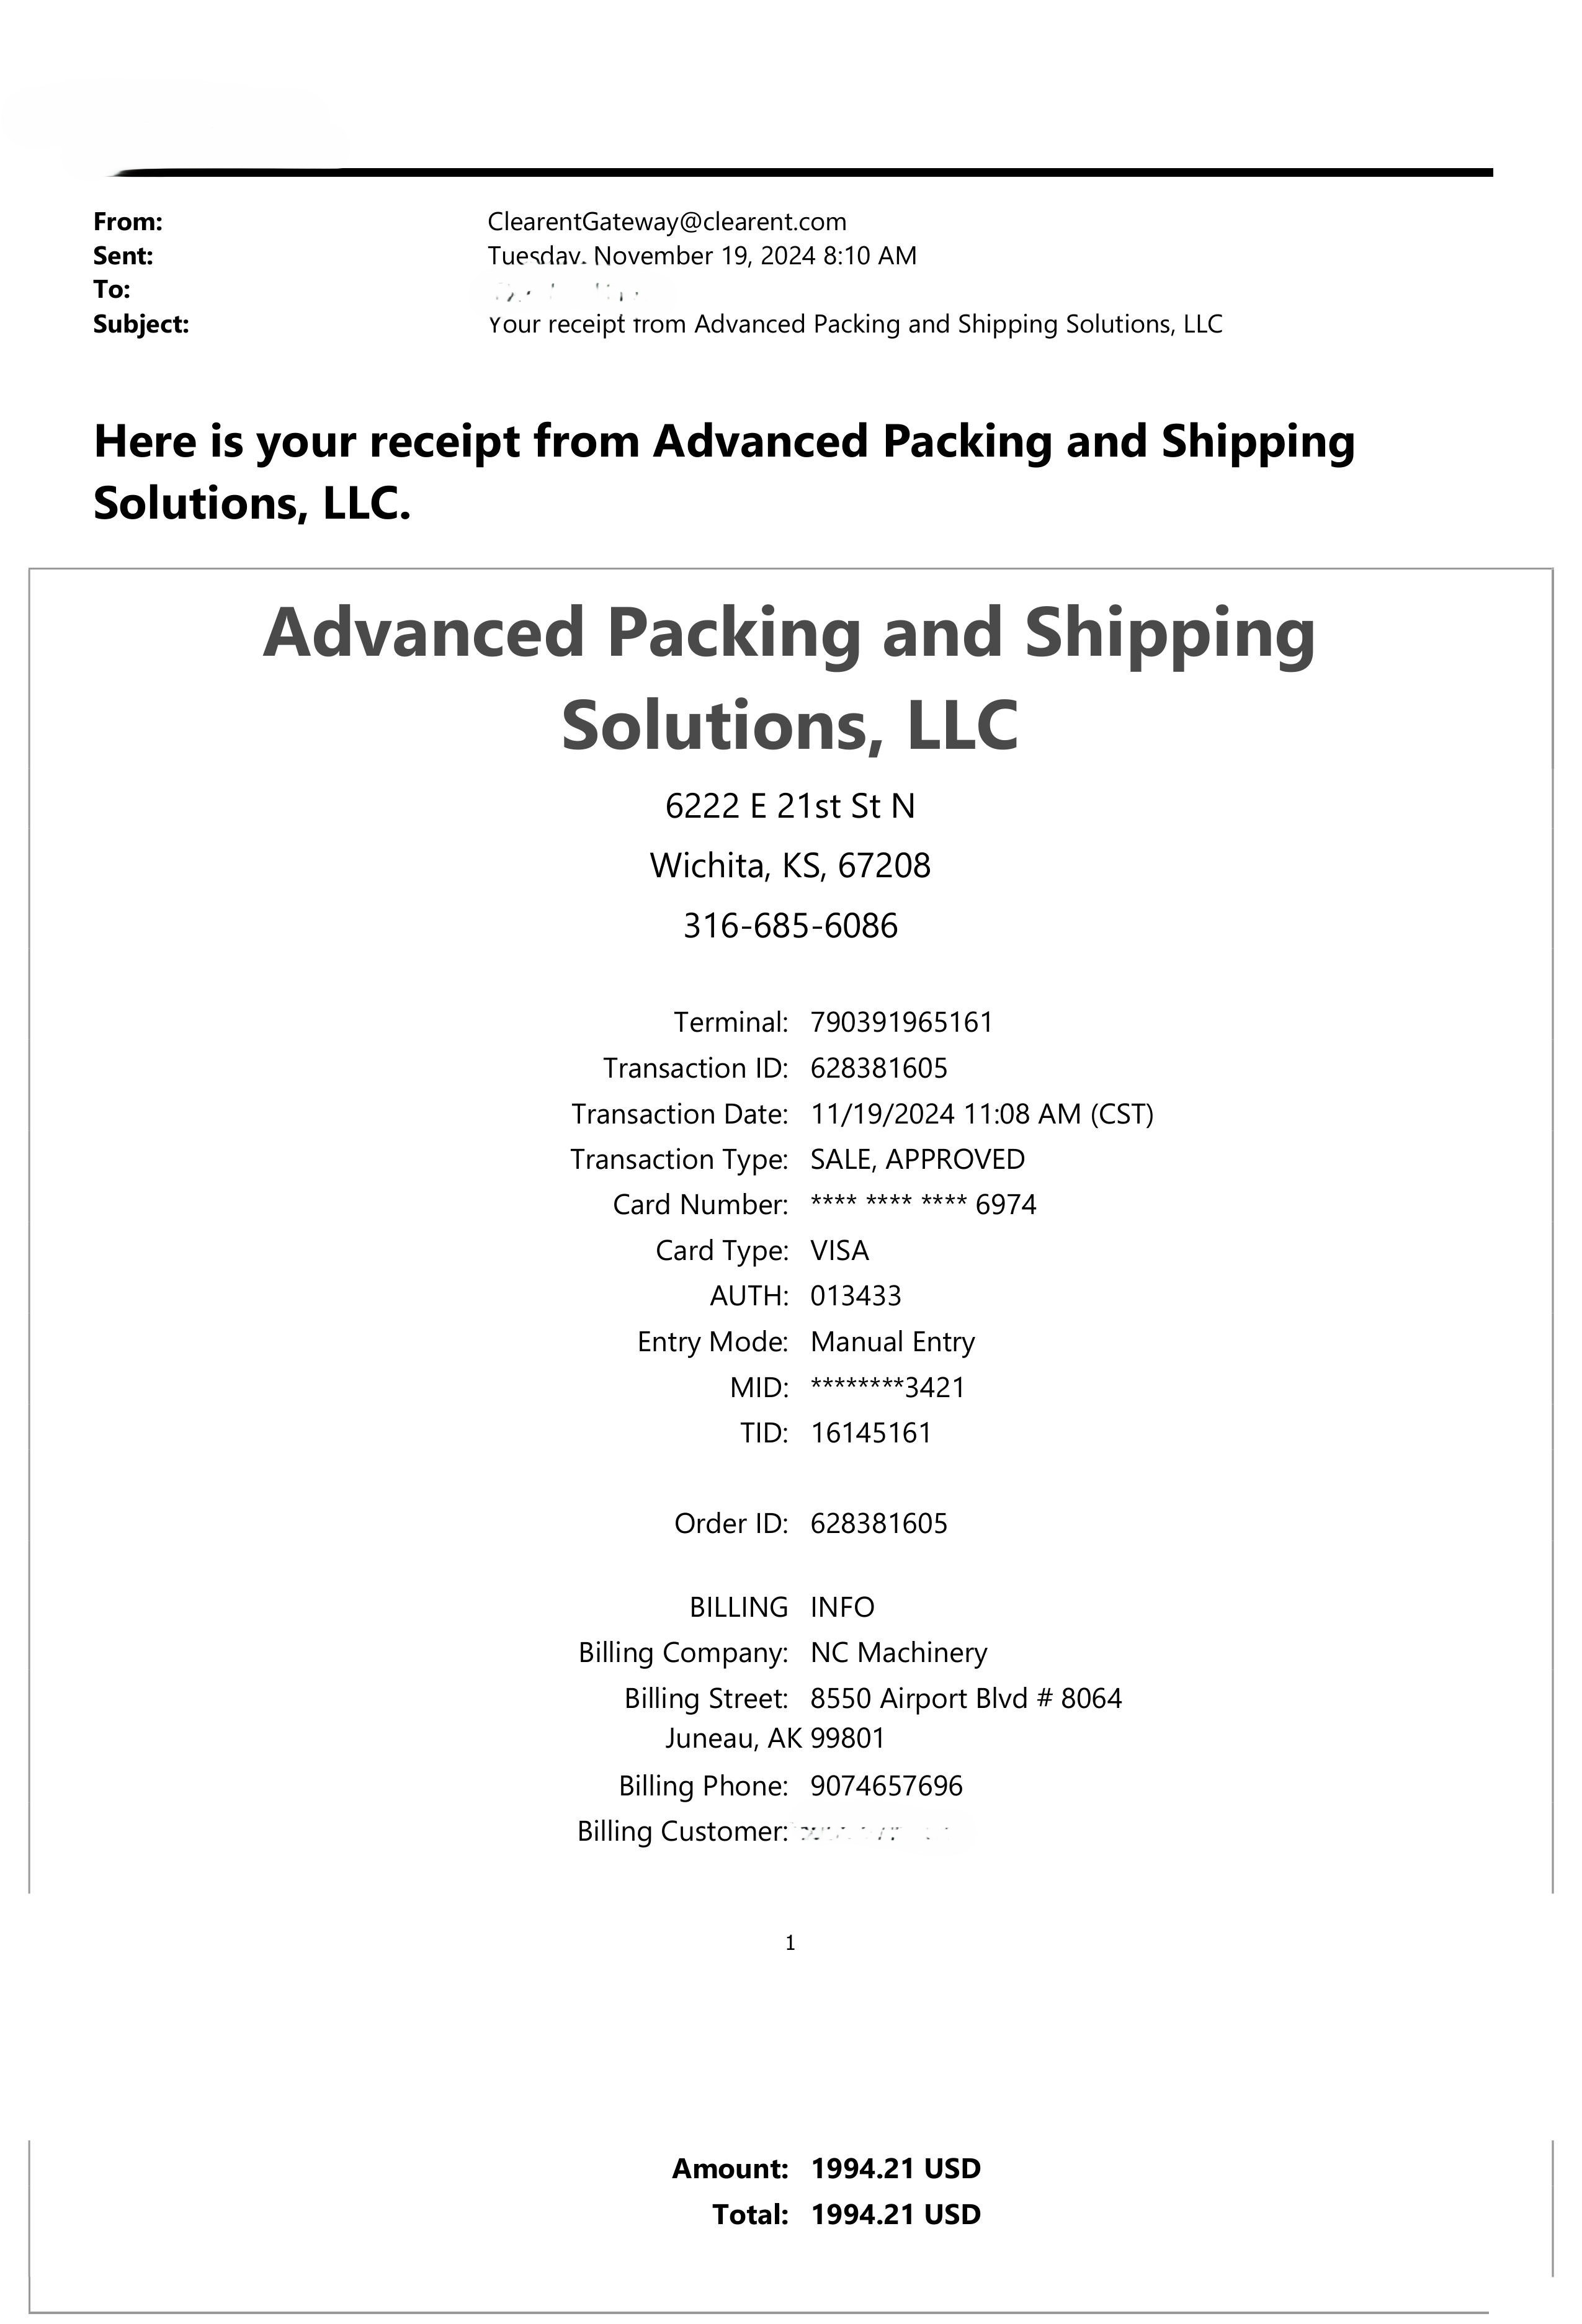 From: ClearentGateway@clearent.com
Sent: Tuesday, November 19, 2024 8:10 AM
To:
Subject: Your receipt from Advanced Packing and Shipping Solutions, LLC
Here is your receipt from Advanced Packing and Shipping
Solutions, LLC.
Advanced Packing and Shipping
Solutions, LLC
6222 E 21st St N
Wichita, KS, 67208
316-685-6086
Terminal: 790391965161
Transaction ID: 628381605
Transaction Date: 11/19/2024 11:08 AM (CST)
Transaction Type: SALE, APPROVED
Card Number: **** **** **** 6974
Card Type: VISA
AUTH: 013433
Entry Mode: Manual Entry
MID: ********3421
TID: 16145161
Order ID: 628381605
BILLING INFO
Billing Company: NC Machinery
Billing Street: 8550 Airport Blvd # 8064
Juneau, AK 99801
Billing Phone: 9074657696
Billing Customer:
1
Amount: 1994.21 USD
Total: 1994.21 USD